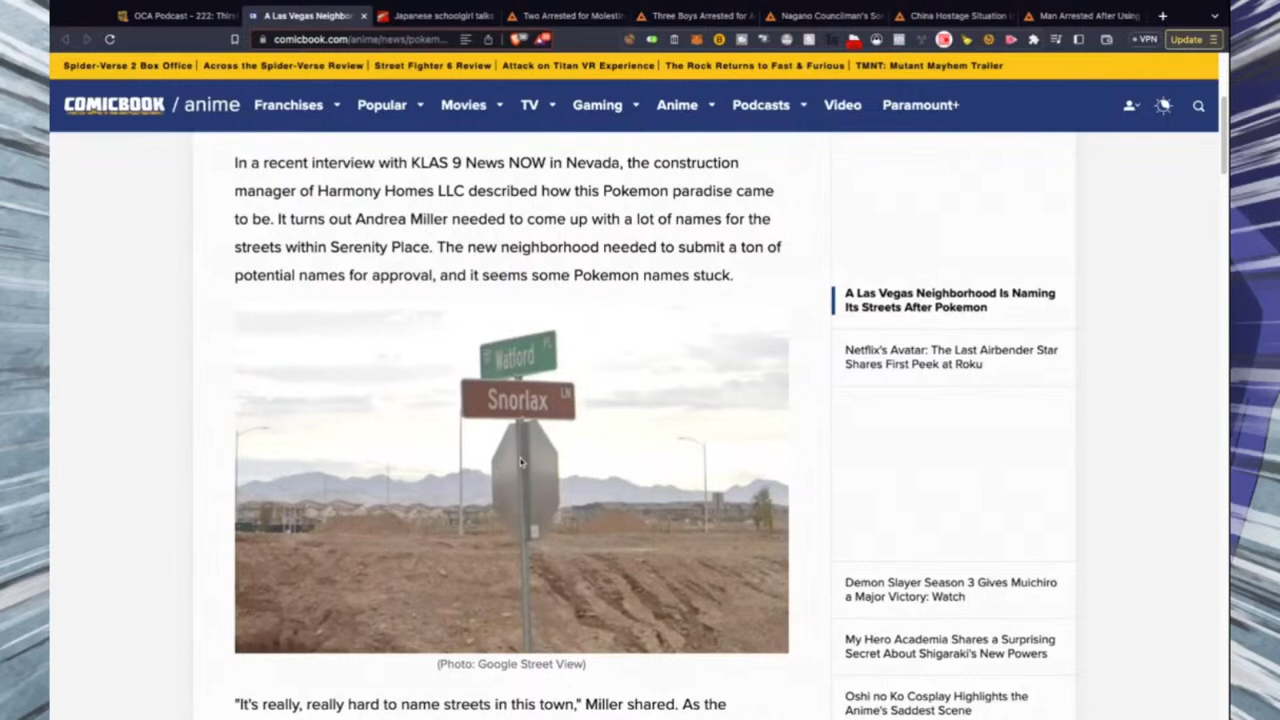 OCA Podcast - 222: Thirs
A Las Vegas Neighbor
Japanese schoolgirl talks
Two Arrested for Molestin
Three Boys Arrested for A
Nagano Councilman's So
China Hostage Situation I
Man Arrested After Using
comicbook.com/anime/news/pokem...
VPN
Update
Spider-Verse 2 Box Office | Across the Spider-Verse Review | Street Fighter 6 Review | Attack on Titan VR Experience | The Rock Returns to Fast & Furious | TMNT: Mutant Mayhem Trailer
COMICBOOK / anime
Franchises
Popular
Movies
TV
Gaming
Anime
Podcasts
Video
Paramount+
In a recent interview with KLAS 9 News NOW in Nevada, the construction
manager of Harmony Homes LLC described how this Pokemon paradise came
to be. It turns out Andrea Miller needed to come up with a lot of names for the
streets within Serenity Place. The new neighborhood needed to submit a ton of
potential names for approval, and it seems some Pokemon names stuck.
Watford PL
Snorlax LN
(Photo: Google Street View)
"It's really, really hard to name streets in this town," Miller shared. As the
A Las Vegas Neighborhood Is Naming
Its Streets After Pokemon
Netflix's Avatar: The Last Airbender Star
Shares First Peek at Roku
Demon Slayer Season 3 Gives Muichiro
a Major Victory: Watch
My Hero Academia Shares a Surprising
Secret About Shigaraki's New Powers
Oshi no Ko Cosplay Highlights the
Anime's Saddest Scene